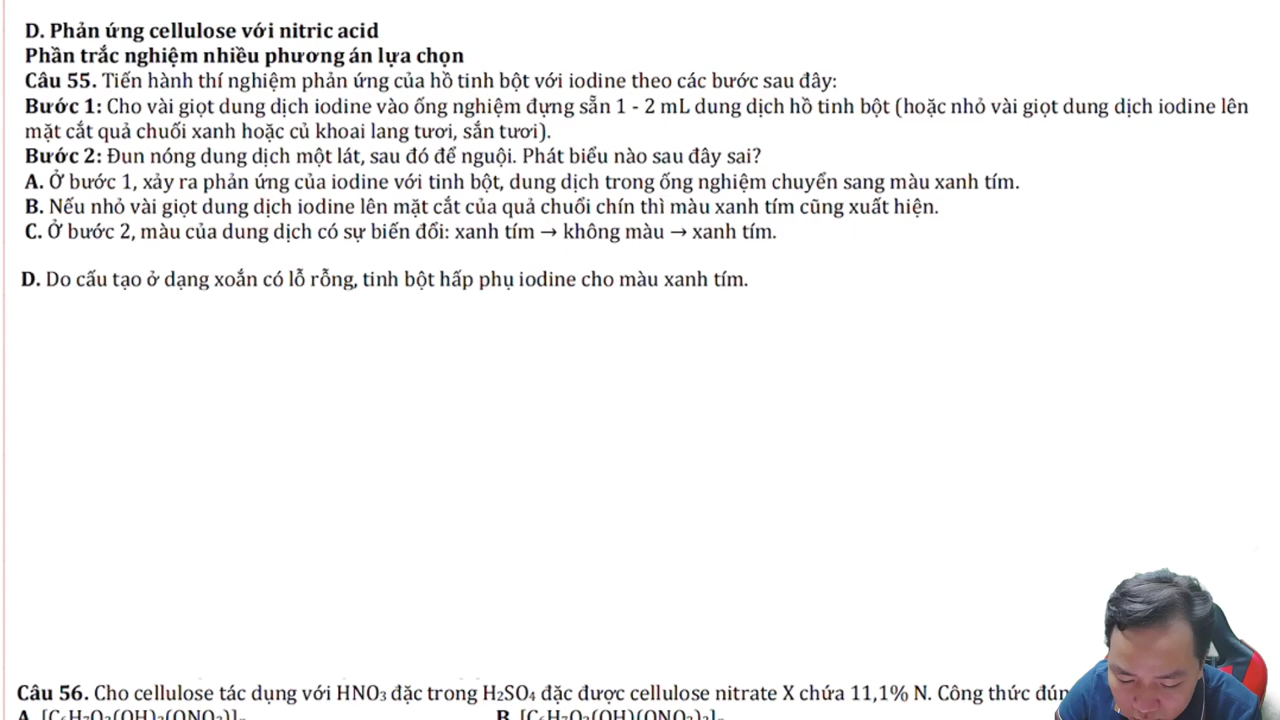 D. Phản ứng cellulose với nitric acid
Phần trắc nghiệm nhiều phương án lựa chọn
Câu 55. Tiến hành thí nghiệm phản ứng của hồ tinh bột với iodine theo các bước sau đây:
Bước 1: Cho vài giọt dung dịch iodine vào ống nghiệm đựng sẵn 1 - 2 mL dung dịch hồ tinh bột (hoặc nhỏ vài giọt dung dịch iodine lên
mặt cắt quả chuối xanh hoặc củ khoai lang tươi, sắn tươi).
Bước 2: Đun nóng dung dịch một lát, sau đó để nguội. Phát biểu nào sau đây sai?
A. Ở bước 1, xảy ra phản ứng của iodine với tinh bột, dung dịch trong ống nghiệm chuyển sang màu xanh tím.
B. Nếu nhỏ vài giọt dung dịch iodine lên mặt cắt của quả chuối chín thì màu xanh tím cũng xuất hiện.
C. Ở bước 2, màu của dung dịch có sự biến đổi: xanh tím → không màu → xanh tím.
D. Do cấu tạo ở dạng xoắn có lỗ rỗng, tinh bột hấp phụ iodine cho màu xanh tím.
Câu 56. Cho cellulose tác dụng với HNO₃ đặc trong H₂SO₄ đặc được cellulose nitrate X chứa 11,1% N. Công thức